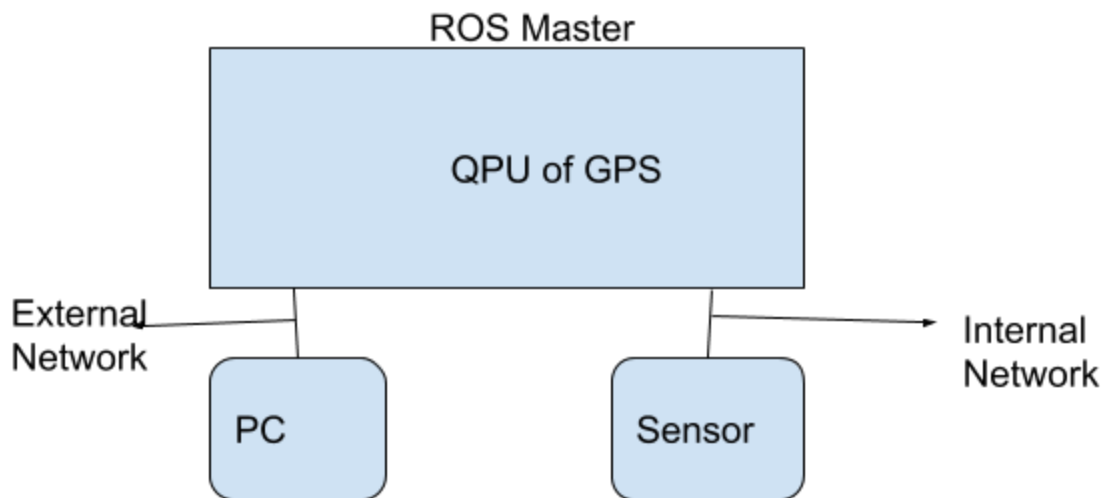 ROS Master
QPU of GPS
External
Network
Internal
Network
PC
Sensor